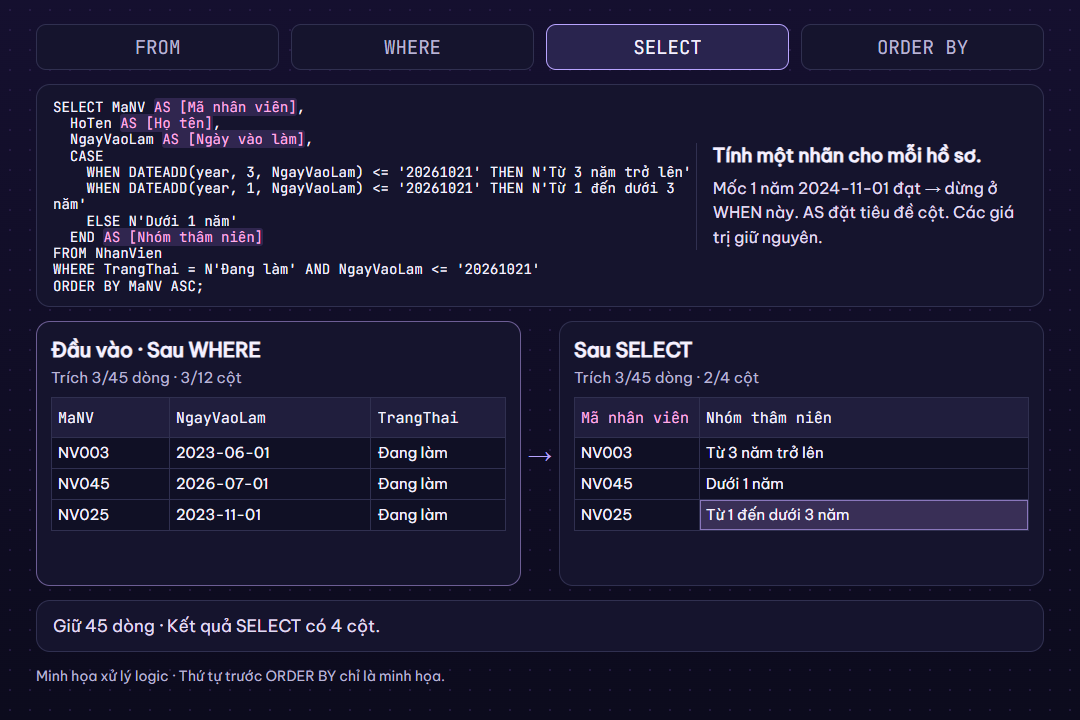 FROM
WHERE
SELECT
ORDER BY
SELECT MaNV AS [Mã nhân viên],
HoTen AS [Họ tên],
NgayVaoLam AS [Ngày vào làm],
CASE
WHEN DATEADD(year, 3, NgayVaoLam) <= '20261021' THEN N'Từ 3 năm trở lên'
WHEN DATEADD(year, 1, NgayVaoLam) <= '20261021' THEN N'Từ 1 đến dưới 3
năm'
ELSE N'Dưới 1 năm'
END AS [Nhóm thâm niên]
FROM NhanVien
WHERE TrangThai = N'Đang làm' AND NgayVaoLam <= '20261021'
ORDER BY MaNV ASC;
Tính một nhãn cho mỗi hồ sơ.
Mốc 1 năm 2024-11-01 đạt → dừng ở
WHEN này. AS đặt tiêu đề cột. Các giá
trị giữ nguyên.
Đầu vào · Sau WHERE
Trích 3/45 dòng · 3/12 cột
MaNV NgayVaoLam TrangThai
NV003 2023-06-01 Đang làm
NV045 2026-07-01 Đang làm
NV025 2023-11-01 Đang làm
→
Sau SELECT
Trích 3/45 dòng · 2/4 cột
Mã nhân viên Nhóm thâm niên
NV003 Từ 3 năm trở lên
NV045 Dưới 1 năm
NV025 Từ 1 đến dưới 3 năm
Giữ 45 dòng · Kết quả SELECT có 4 cột.
Minh họa xử lý logic · Thứ tự trước ORDER BY chỉ là minh họa.